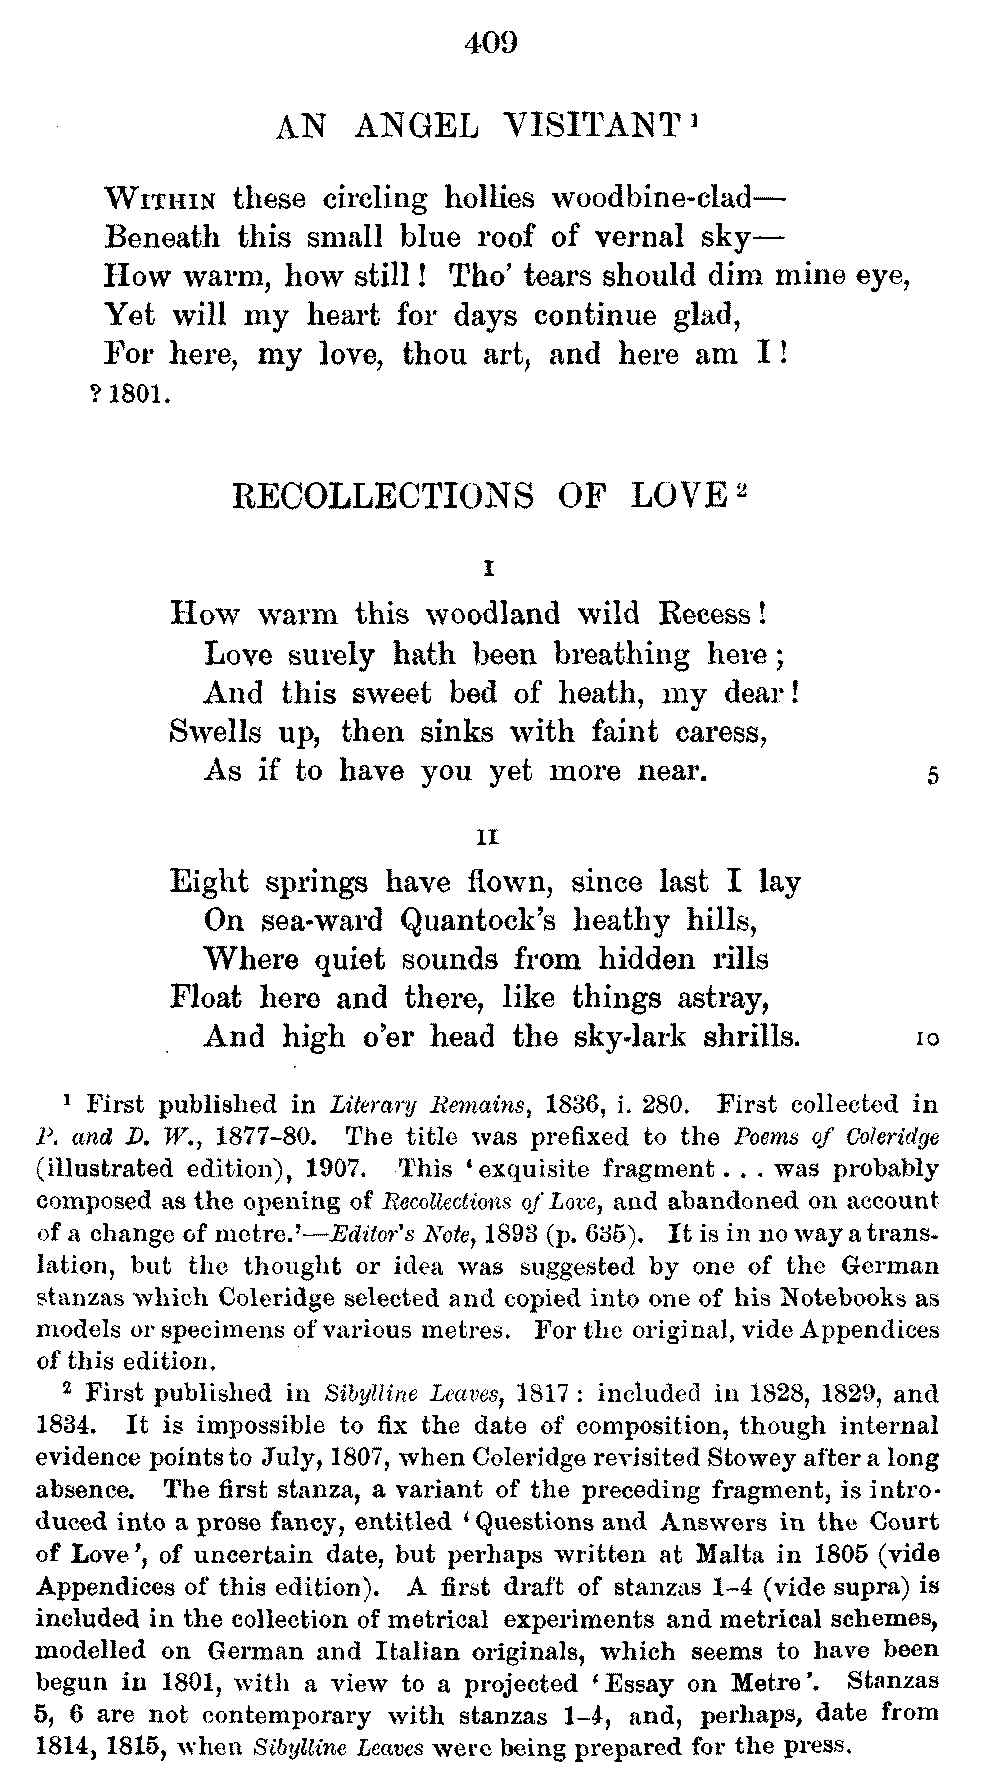 409
AN ANGEL VISITANT ¹
WITHIN these circling hollies woodbine-clad—
Beneath this small blue roof of vernal sky—
How warm, how still! Tho' tears should dim mine eye,
Yet will my heart for days continue glad,
For here, my love, thou art, and here am I!
? 1801.
RECOLLECTIONS OF LOVE ²
I
How warm this woodland wild Recess!
Love surely hath been breathing here;
And this sweet bed of heath, my dear!
Swells up, then sinks with faint caress,
As if to have you yet more near. 5
II
Eight springs have flown, since last I lay
On sea-ward Quantock's heathy hills,
Where quiet sounds from hidden rills
Float here and there, like things astray,
And high o'er head the sky-lark shrills. 10
¹ First published in Literary Remains, 1836, i. 280. First collected in
P. and D. W., 1877-80. The title was prefixed to the Poems of Coleridge
(illustrated edition), 1907. This 'exquisite fragment . . . was probably
composed as the opening of Recollections of Love, and abandoned on account
of a change of metre.'—Editor's Note, 1893 (p. 635). It is in no way a trans-
lation, but the thought or idea was suggested by one of the German
stanzas which Coleridge selected and copied into one of his Notebooks as
models or specimens of various metres. For the original, vide Appendices
of this edition.
² First published in Sibylline Leaves, 1817: included in 1828, 1829, and
1834. It is impossible to fix the date of composition, though internal
evidence points to July, 1807, when Coleridge revisited Stowey after a long
absence. The first stanza, a variant of the preceding fragment, is intro-
duced into a prose fancy, entitled 'Questions and Answers in the Court
of Love', of uncertain date, but perhaps written at Malta in 1805 (vide
Appendices of this edition). A first draft of stanzas 1-4 (vide supra) is
included in the collection of metrical experiments and metrical schemes,
modelled on German and Italian originals, which seems to have been
begun in 1801, with a view to a projected 'Essay on Metre'. Stanzas
5, 6 are not contemporary with stanzas 1-4, and, perhaps, date from
1814, 1815, when Sibylline Leaves were being prepared for the press.